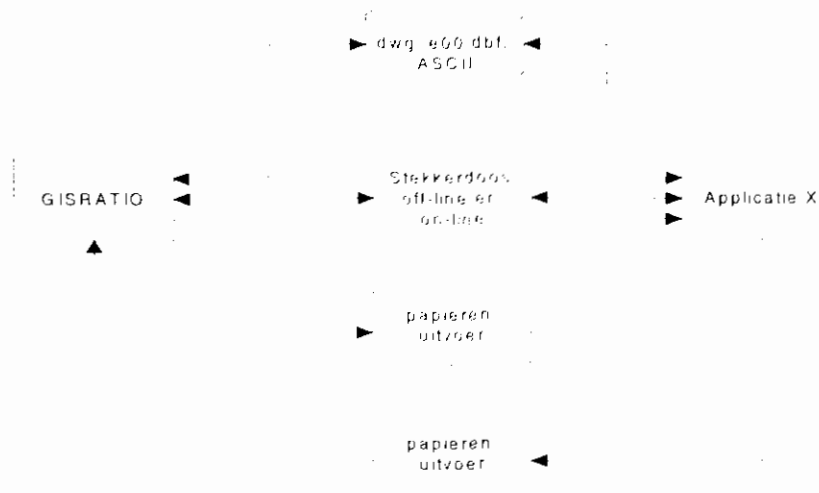 dwg e00 dbf.
ASCII
Stekkerdoos
off-line en
on-line
GISRATIO
Applicatie X
papieren
uitvoer
papieren
uitvoer